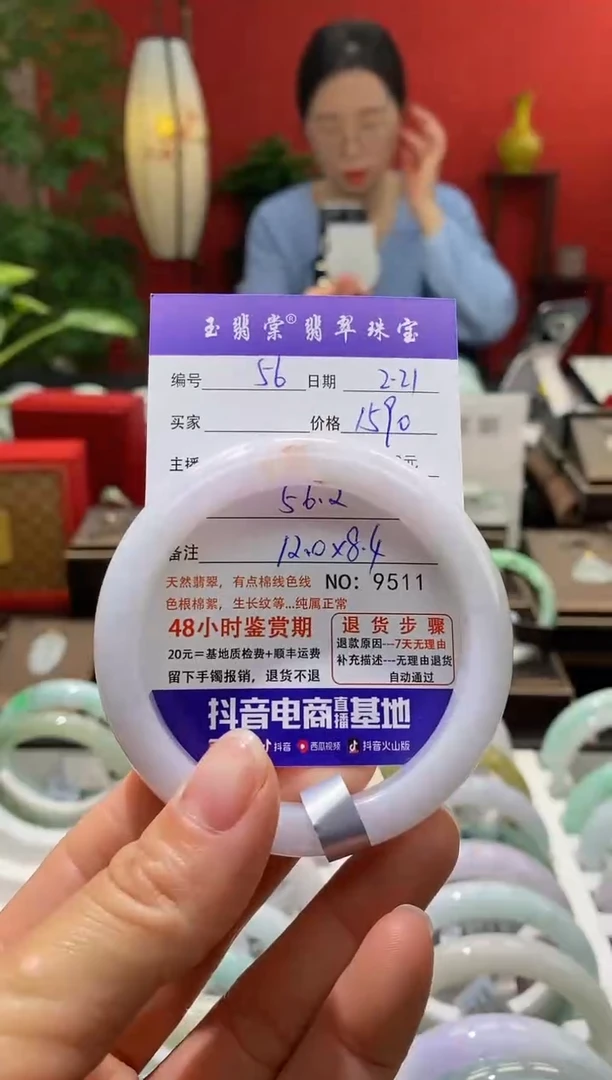 玉翡棠®翡翠珠宝
编号 56 日期 2-21
买家 价格 1590
主播 元
56.2
备注 12.0x8.4
天然翡翠，有点棉线色线 NO：9511
色根棉絮，生长纹等...纯属正常
48小时鉴赏期
20元=基地质检费+顺丰运费
留下手镯报销，退货不退
退货步骤
退款原因---7天无理由
补充描述---无理由退货
自动通过
抖音电商直播基地
抖音 西瓜视频 抖音火山版